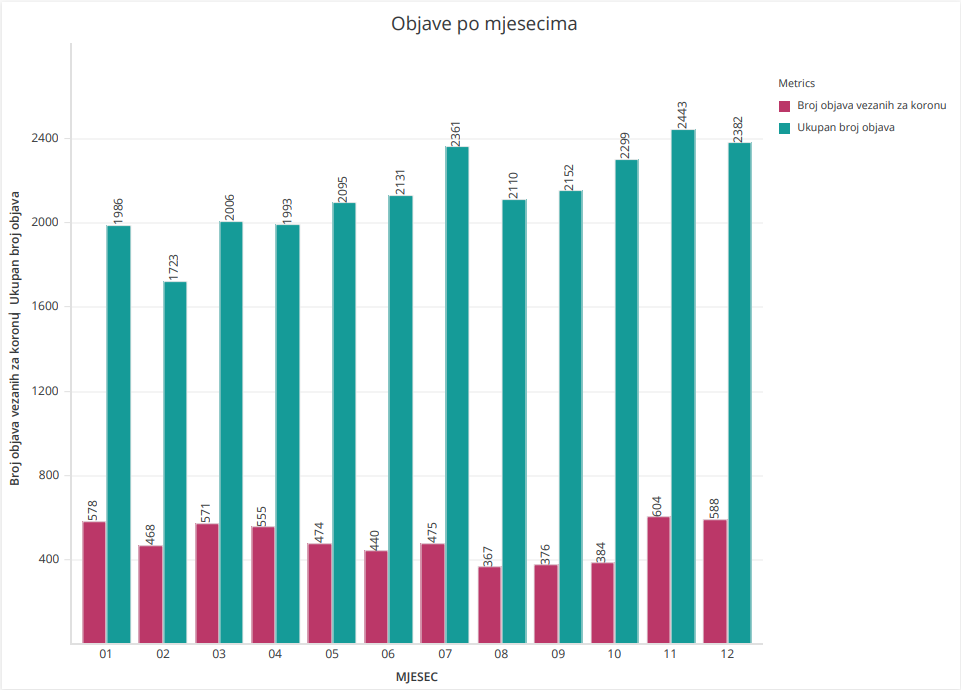 Objave po mjesecima
Metrics
Broj objava vezanih za koronu
Ukupan broj objava
Broj objava vezanih za koronu| Ukupan broj objava
2400
2000
1600
1200
800
400
578 1986
468 1723
571 2006
555 1993
474 2095
440 2131
475 2361
367 2110
376 2152
384 2299
604 2443
588 2382
01 02 03 04 05 06 07 08 09 10 11 12
MJESEC